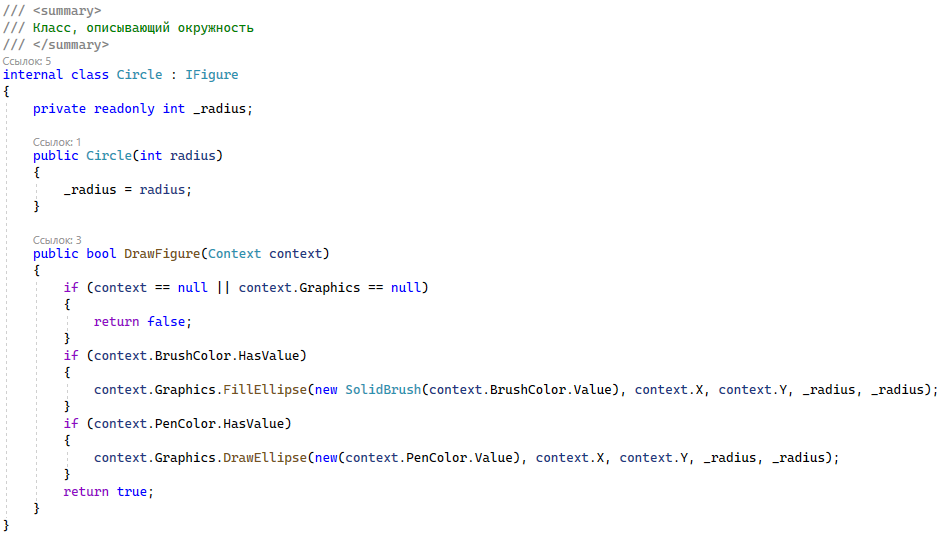 /// <summary>
/// Класс, описывающий окружность
/// </summary>
Ссылок: 5
internal class Circle : IFigure
{
    private readonly int _radius;

    Ссылок: 1
    public Circle(int radius)
    {
        _radius = radius;
    }

    Ссылок: 3
    public bool DrawFigure(Context context)
    {
        if (context == null || context.Graphics == null)
        {
            return false;
        }
        if (context.BrushColor.HasValue)
        {
            context.Graphics.FillEllipse(new SolidBrush(context.BrushColor.Value), context.X, context.Y, _radius, _radius);
        }
        if (context.PenColor.HasValue)
        {
            context.Graphics.DrawEllipse(new(context.PenColor.Value), context.X, context.Y, _radius, _radius);
        }
        return true;
    }
}